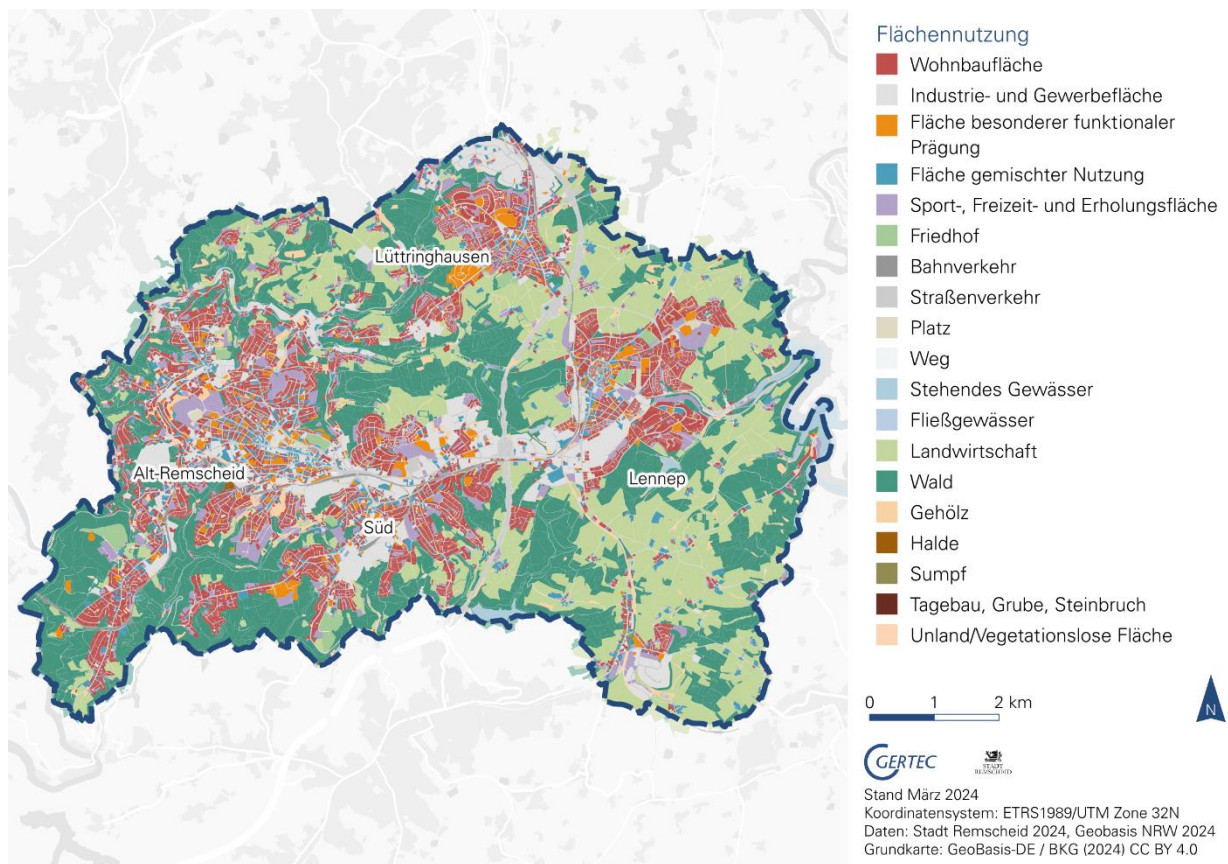 Lüttringhausen
Alt-Remscheid
Lennep
Süd
Flächennutzung
Wohnbaufläche
Industrie- und Gewerbefläche
Fläche besonderer funktionaler
Prägung
Fläche gemischter Nutzung
Sport-, Freizeit- und Erholungsfläche
Friedhof
Bahnverkehr
Straßenverkehr
Platz
Weg
Stehendes Gewässer
Fließgewässer
Landwirtschaft
Wald
Gehölz
Halde
Sumpf
Tagebau, Grube, Steinbruch
Unland/Vegetationslose Fläche
0 1 2 km
N
GERTEC
STADT
REMSCHEID
Stand März 2024
Koordinatensystem: ETRS1989/UTM Zone 32N
Daten: Stadt Remscheid 2024, Geobasis NRW 2024
Grundkarte: GeoBasis-DE / BKG (2024) CC BY 4.0